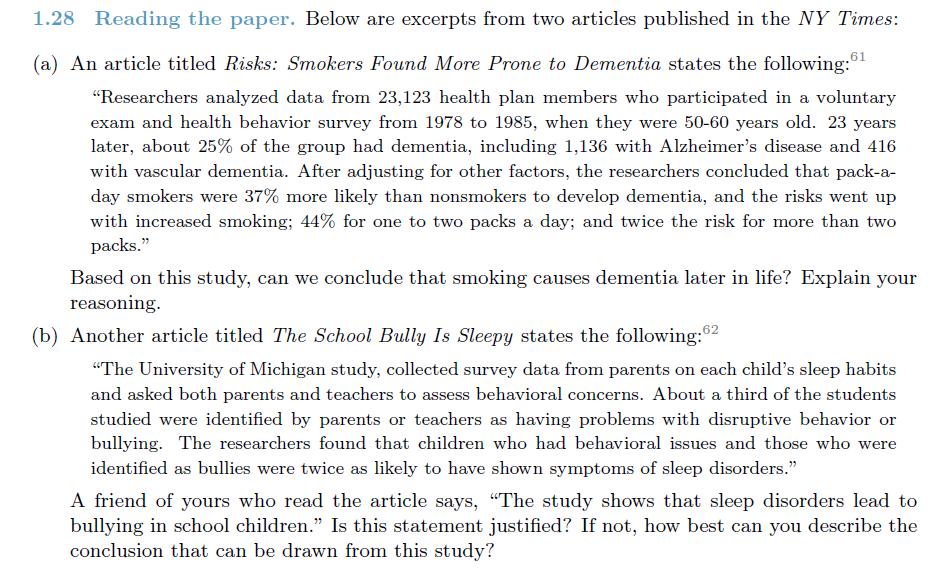 1.28 Reading the paper. Below are excerpts from two articles published in the NY Times:
(a) An article titled Risks: Smokers Found More Prone to Dementia states the following:61
“Researchers analyzed data from 23,123 health plan members who participated in a voluntary
exam and health behavior survey from 1978 to 1985, when they were 50-60 years old. 23 years
later, about 25% of the group had dementia, including 1,136 with Alzheimer’s disease and 416
with vascular dementia. After adjusting for other factors, the researchers concluded that pack-a-
day smokers were 37% more likely than nonsmokers to develop dementia, and the risks went up
with increased smoking; 44% for one to two packs a day; and twice the risk for more than two
packs.”
Based on this study, can we conclude that smoking causes dementia later in life? Explain your
reasoning.
(b) Another article titled The School Bully Is Sleepy states the following:62
“The University of Michigan study, collected survey data from parents on each child’s sleep habits
and asked both parents and teachers to assess behavioral concerns. About a third of the students
studied were identified by parents or teachers as having problems with disruptive behavior or
bullying. The researchers found that children who had behavioral issues and those who were
identified as bullies were twice as likely to have shown symptoms of sleep disorders.”
A friend of yours who read the article says, “The study shows that sleep disorders lead to
bullying in school children.” Is this statement justified? If not, how best can you describe the
conclusion that can be drawn from this study?